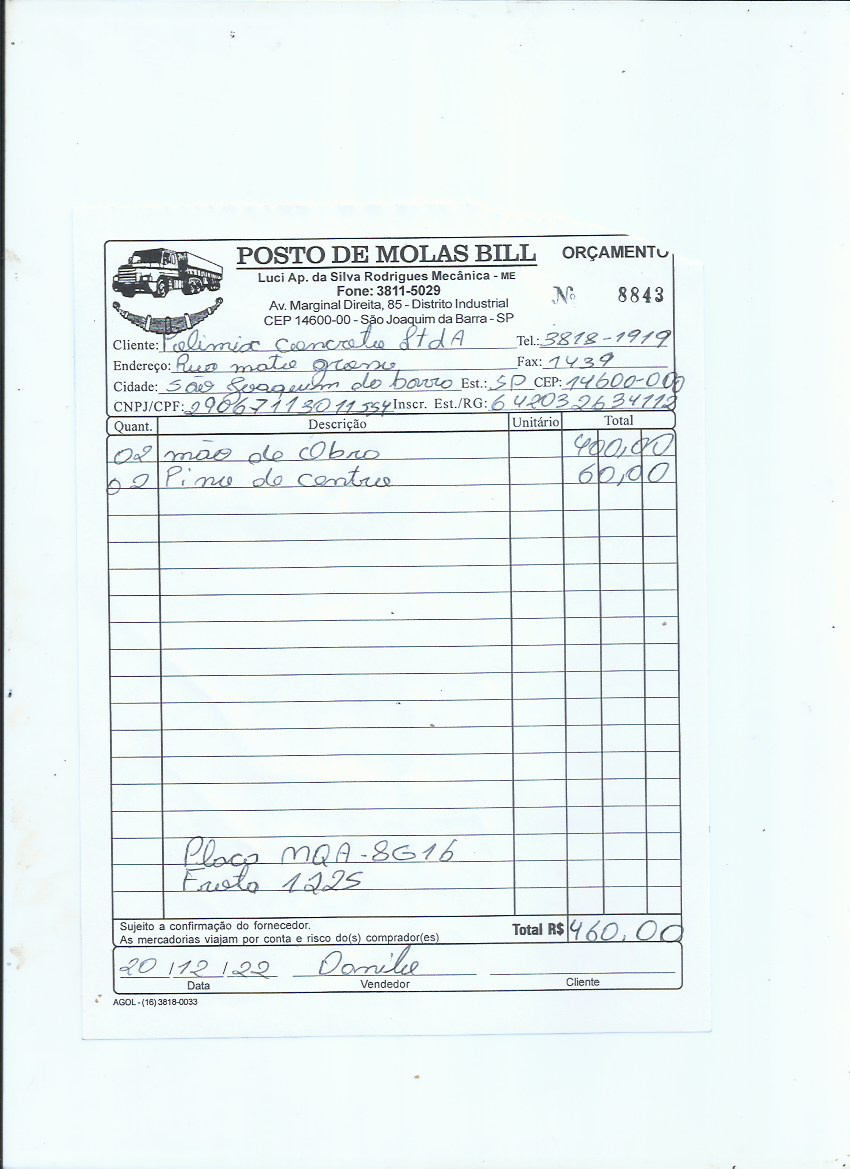 POSTO DE MOLAS BILL ORÇAMENTO
Luci Ap. da Silva Rodrigues Mecânica - ME
Fone: 3811-5029
Nº 8843
Av. Marginal Direita, 85 - Distrito Industrial
CEP 14600-00 - São Joaquim da Barra - SP
Cliente: Polimix Concreto LtdA Tel.: 3818-1919
Endereço: Rua mato grosso Fax: 1439
Cidade: São Joaquim da barra Est.: SP CEP: 14600-000
CNPJ/CPF: Inscr. Est./RG: 642032634112
Quant. Descrição Unitário Total
02 mão de Obra 400,00
02 Pino de centro 60,00
Placa MQA-8G16
Frota 1225
Sujeito a confirmação do fornecedor.
As mercadorias viajam por conta e risco do(s) comprador(es)
Total R$ 460,00
20/12/22 Danilo
Data Vendedor Cliente
AGOL - (16) 3818-0033